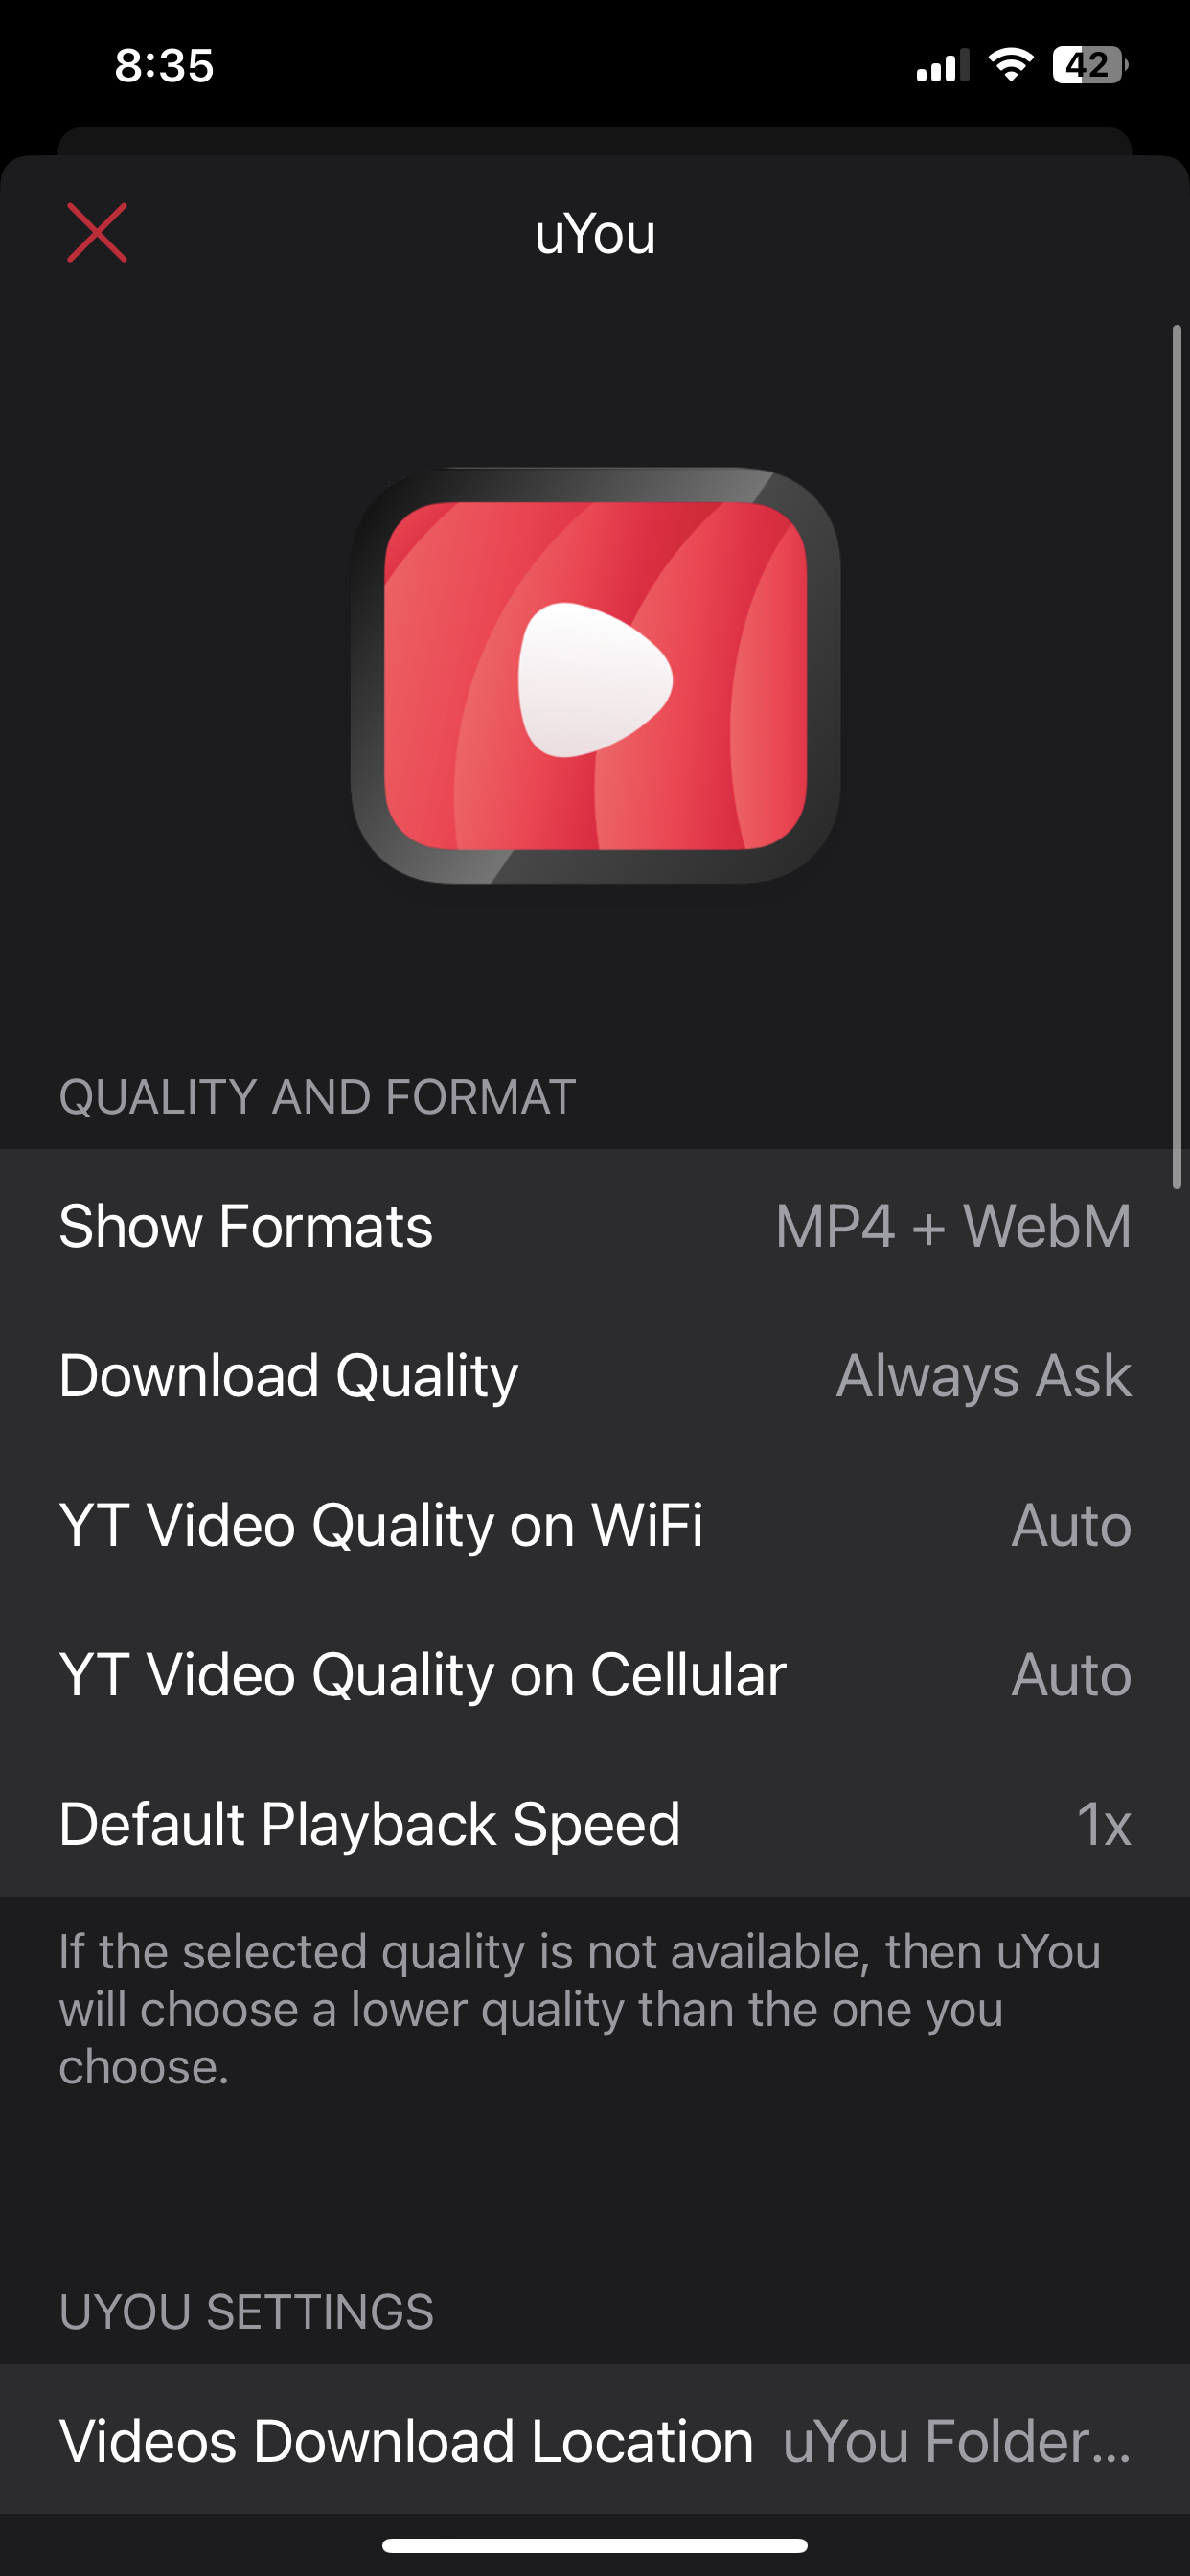 8:35
42
uYou
QUALITY AND FORMAT
Show Formats MP4 + WebM
Download Quality Always Ask
YT Video Quality on WiFi Auto
YT Video Quality on Cellular Auto
Default Playback Speed 1x
If the selected quality is not available, then uYou
will choose a lower quality than the one you
choose.
UYOU SETTINGS
Videos Download Location uYou Folder...